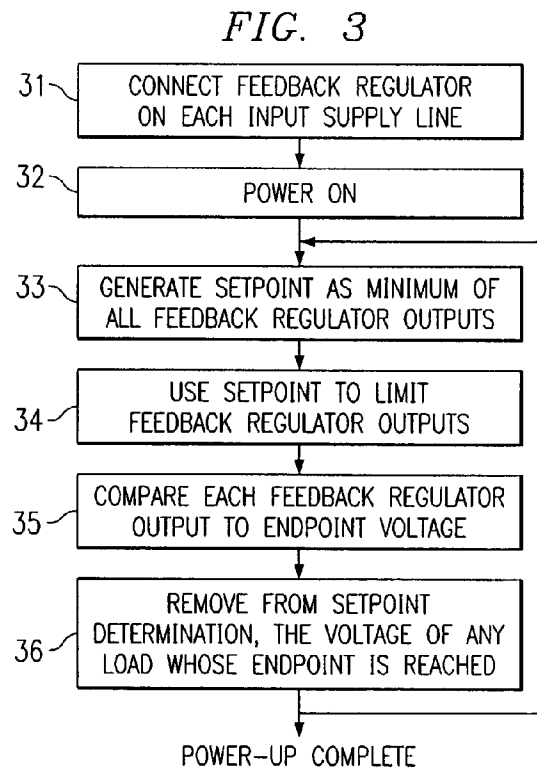 FIG. 3
31
CONNECT FEEDBACK REGULATOR
ON EACH INPUT SUPPLY LINE
32
POWER ON
33
GENERATE SETPOINT AS MINIMUM OF
ALL FEEDBACK REGULATOR OUTPUTS
34
USE SETPOINT TO LIMIT
FEEDBACK REGULATOR OUTPUTS
35
COMPARE EACH FEEDBACK REGULATOR
OUTPUT TO ENDPOINT VOLTAGE
36
REMOVE FROM SETPOINT
DETERMINATION, THE VOLTAGE OF ANY
LOAD WHOSE ENDPOINT IS REACHED
POWER-UP COMPLETE